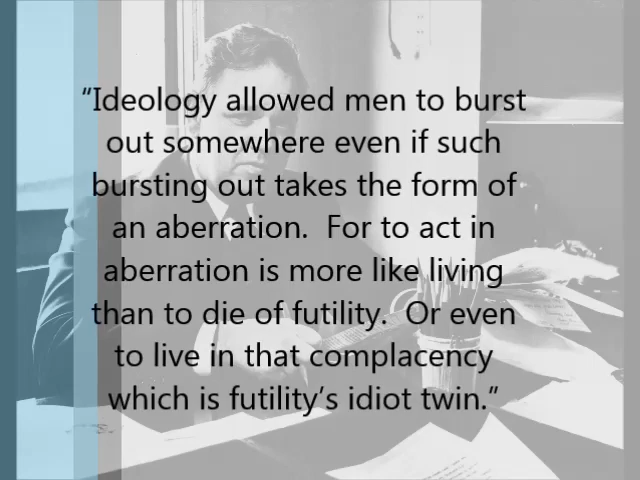 “Ideology allowed men to burst
out somewhere even if such
bursting out takes the form of
an aberration.  For to act in
aberration is more like living
than to die of futility.  Or even
to live in that complacency
which is futility’s idiot twin.”